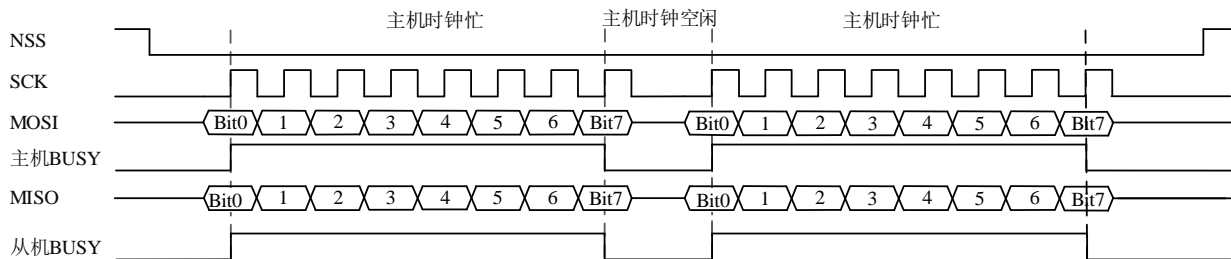 主机时钟忙 主机时钟空闲 主机时钟忙
NSS
SCK
MOSI Bit0 1 2 3 4 5 6 Bit7 Bit0 1 2 3 4 5 6 Bit7
主机BUSY
MISO Bit0 1 2 3 4 5 6 Bit7 Bit0 1 2 3 4 5 6 Bit7
从机BUSY